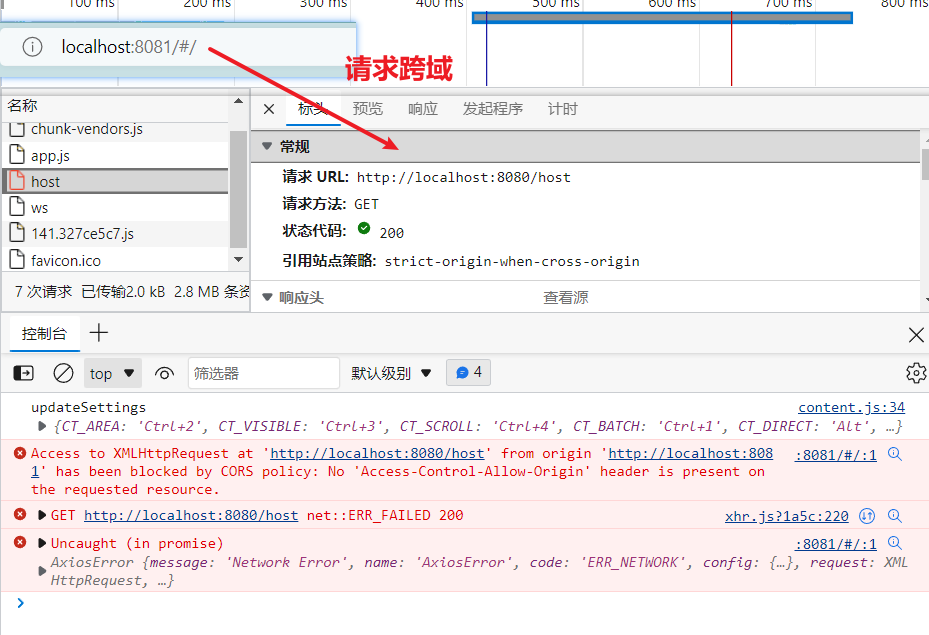 100 ms 200 ms 300 ms 400 ms 500 ms 600 ms 700 ms 800 ms
localhost:8081/#/
请求跨域
名称
标头 预览 响应 发起程序 计时
chunk-vendors.js
常规
app.js
请求 URL: http://localhost:8080/host
host
请求方法: GET
ws
状态代码: 200
141.327ce5c7.js
引用站点策略: strict-origin-when-cross-origin
favicon.ico
7 次请求 已传输2.0 kB 2.8 MB 条资
响应头 查看源
控制台
top 筛选器 默认级别 4
updateSettings content.js:34
{CT_AREA: 'Ctrl+2', CT_VISIBLE: 'Ctrl+3', CT_SCROLL: 'Ctrl+4', CT_BATCH: 'Ctrl+1', CT_DIRECT: 'Alt', …}
Access to XMLHttpRequest at 'http://localhost:8080/host' from origin 'http://localhost:808 :8081/#/:1
1' has been blocked by CORS policy: No 'Access-Control-Allow-Origin' header is present on
the requested resource.
GET http://localhost:8080/host net::ERR_FAILED 200 xhr.js?1a5c:220
Uncaught (in promise) :8081/#/:1
AxiosError {message: 'Network Error', name: 'AxiosError', code: 'ERR_NETWORK', config: {…}, request: XML
HttpRequest, …}